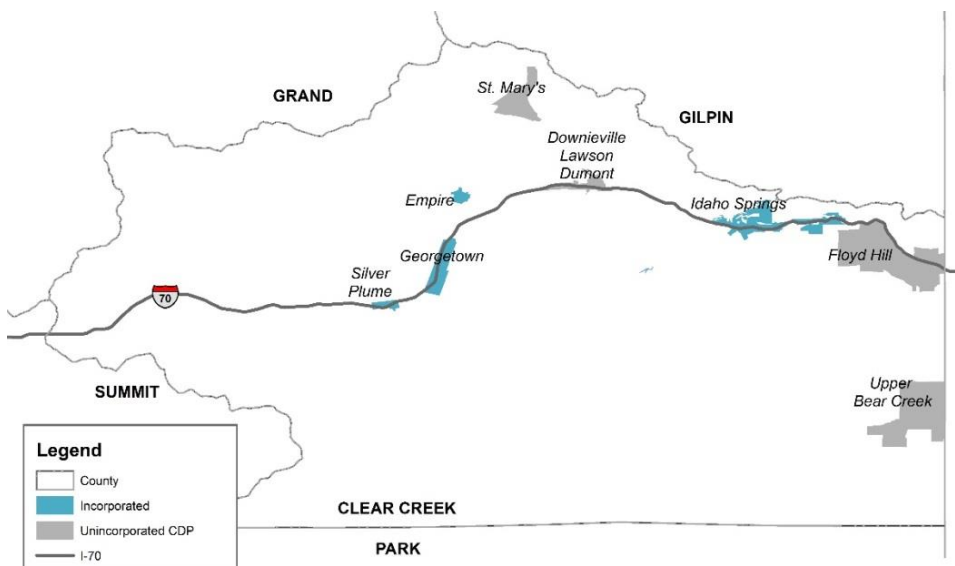 GRAND
St. Mary's
GILPIN
Downieville
Lawson
Dumont
Empire
Idaho Springs
Georgetown
Floyd Hill
Silver
Plume
70
SUMMIT
Upper
Bear Creek
Legend
County
Incorporated
Unincorporated CDP
I-70
CLEAR CREEK
PARK